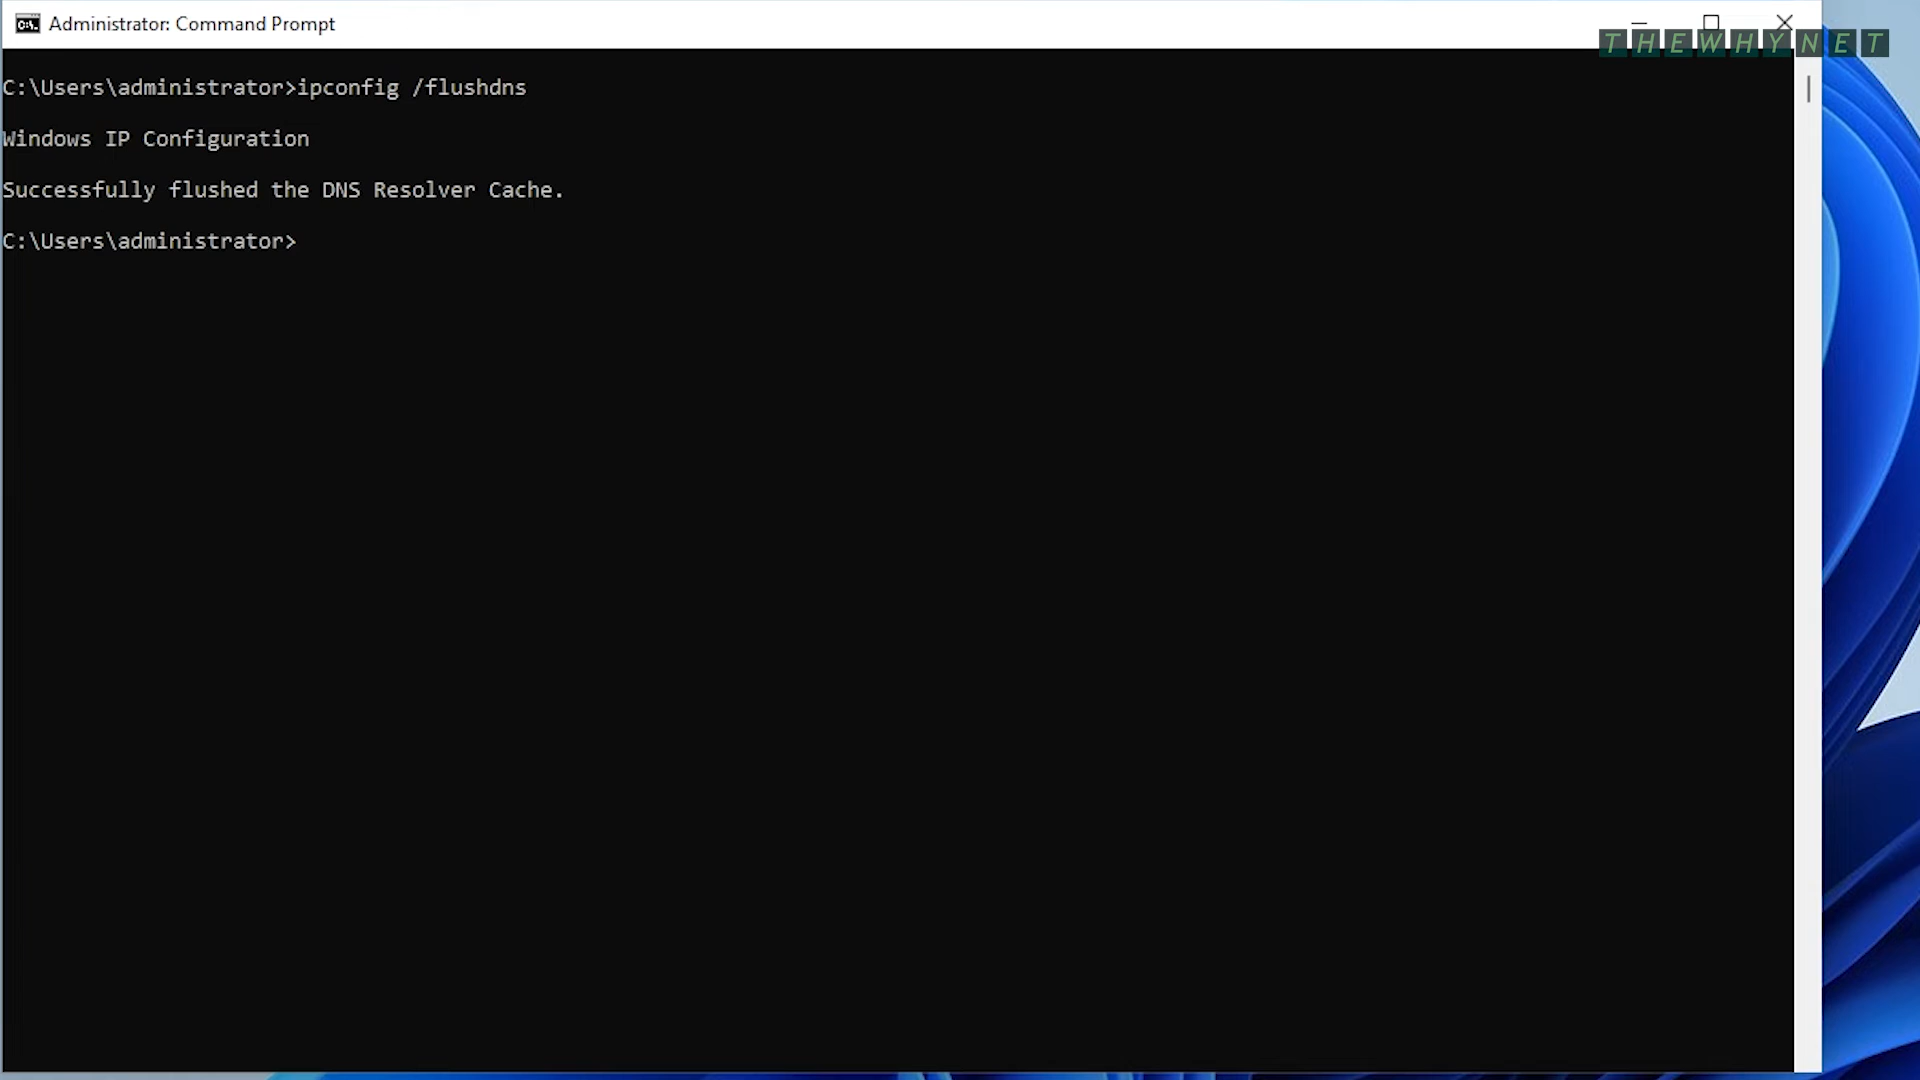 Administrator: Command Prompt
THEWHYNET
C:\Users\administrator>ipconfig /flushdns
Windows IP Configuration
Successfully flushed the DNS Resolver Cache.
C:\Users\administrator>